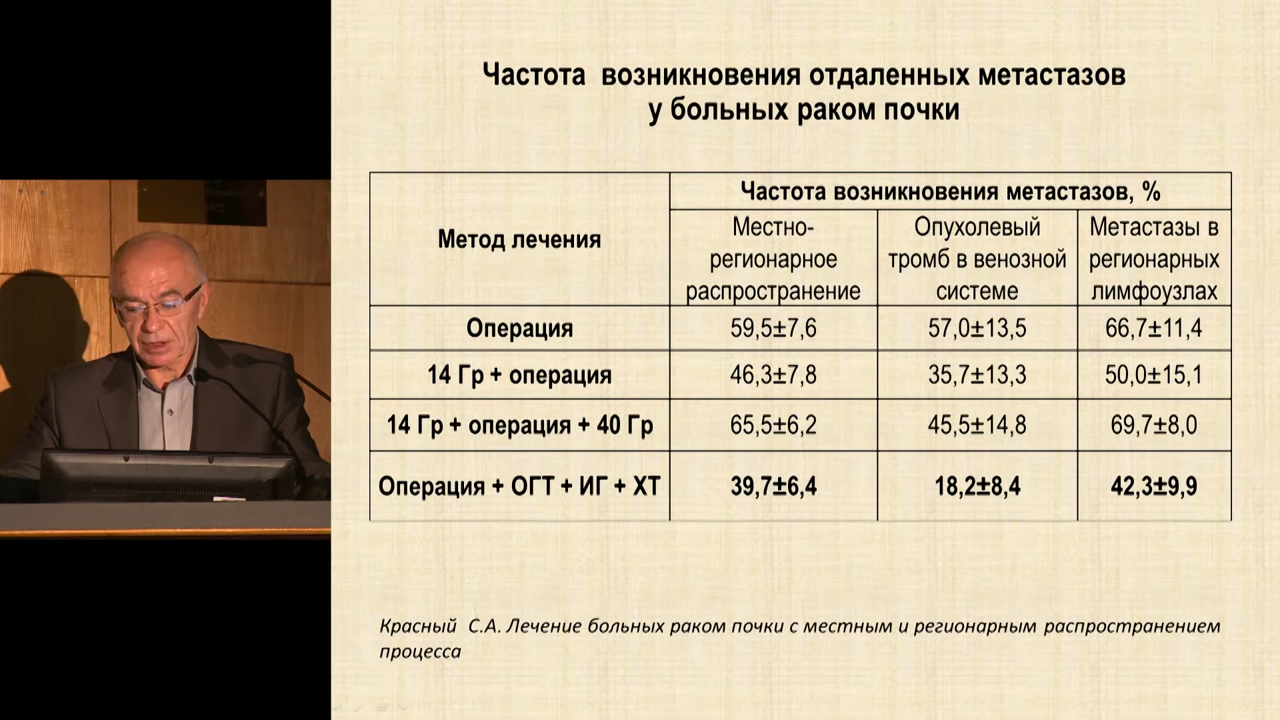 Частота возникновения отдаленных метастазов
у больных раком почки
Метод лечения
Частота возникновения метастазов, %
Местно-
регионарное
распространение
Опухолевый
тромб в венозной
системе
Метастазы в
регионарных
лимфоузлах
Операция 59,5±7,6 57,0±13,5 66,7±11,4
14 Гр + операция 46,3±7,8 35,7±13,3 50,0±15,1
14 Гр + операция + 40 Гр 65,5±6,2 45,5±14,8 69,7±8,0
Операция + ОГТ + ИГ + ХТ 39,7±6,4 18,2±8,4 42,3±9,9
Красный С.А. Лечение больных раком почки с местным и регионарным распространением
процесса